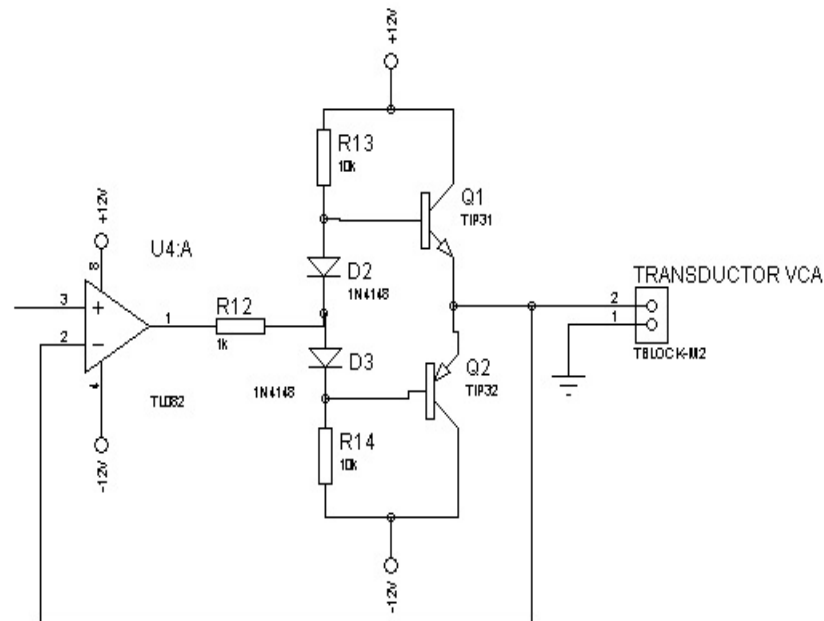 +12V
R13
10k
Q1
TIP31
+12V
8
U4:A
3
2
1
4
TL082
-12V
R12
1k
D2
1N4148
D3
1N4148
TRANSDUCTOR VCA
2
1
TBLOCK-M2
Q2
TIP32
R14
10k
-12V